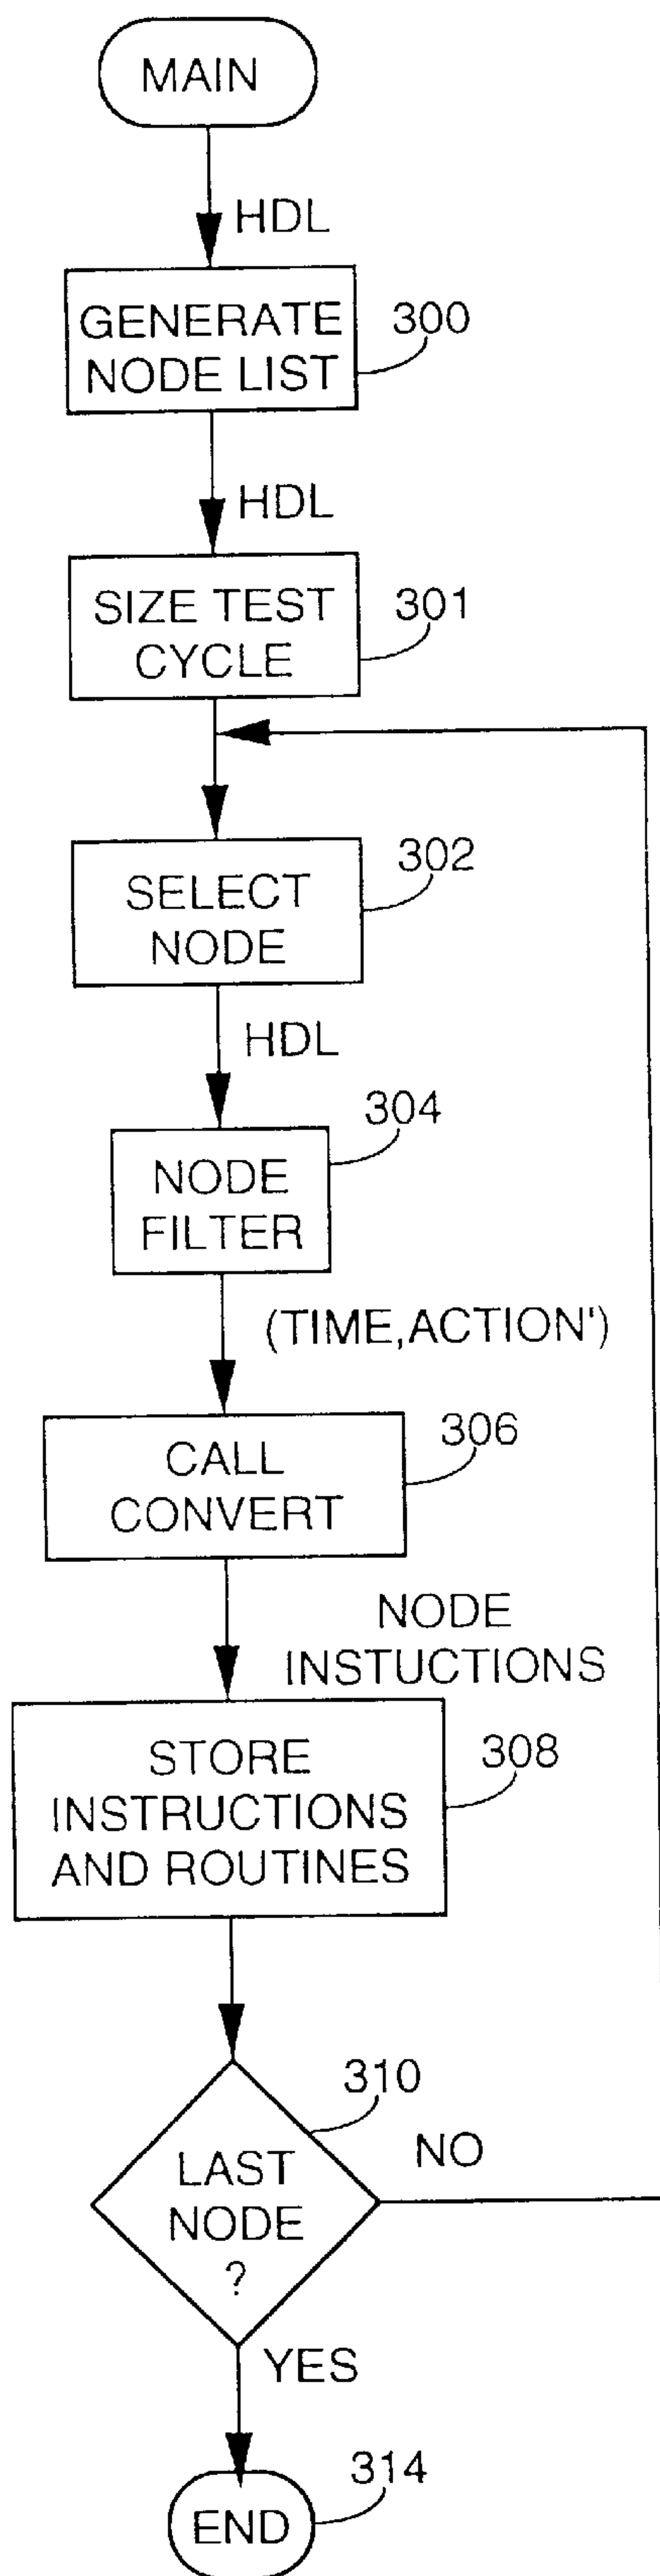 MAIN
HDL
GENERATE
NODE LIST
300
HDL
SIZE TEST
CYCLE
301
SELECT
NODE
302
HDL
304
NODE
FILTER
(TIME,ACTION')
CALL
CONVERT
306
NODE
INSTUCTIONS
STORE
INSTRUCTIONS
AND ROUTINES
308
310
LAST
NODE
?
NO
YES
END
314